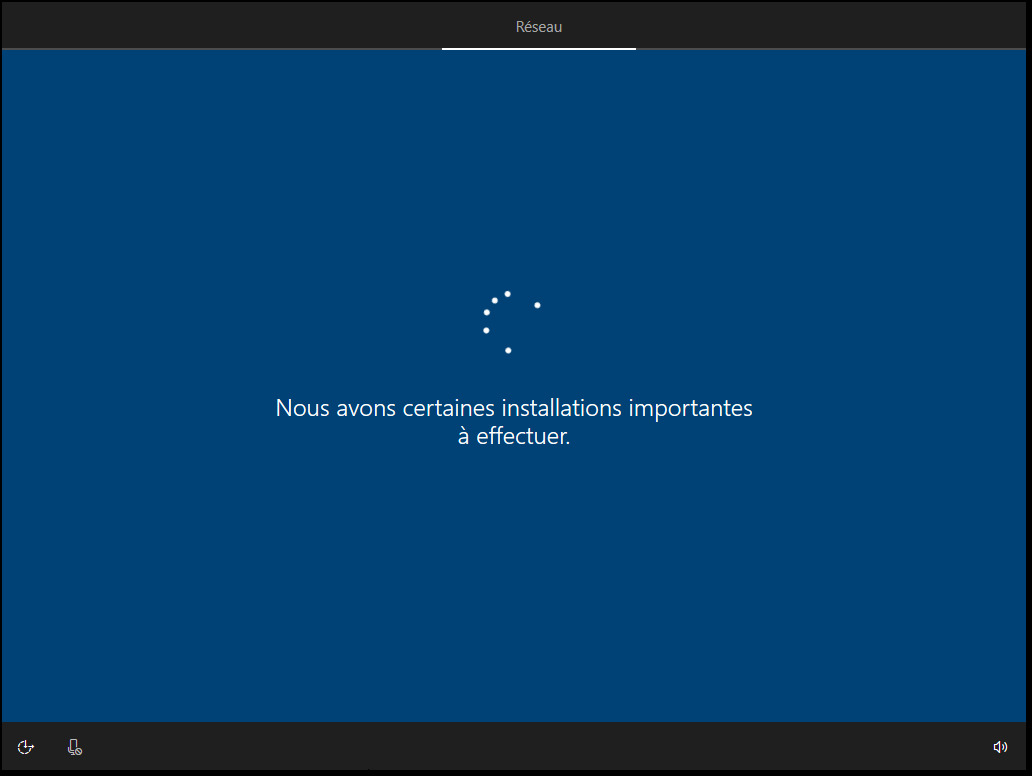 Réseau
Nous avons certaines installations importantes
à effectuer.